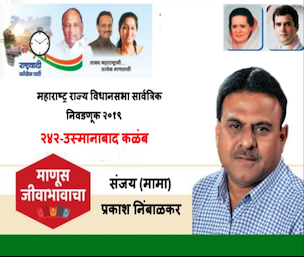 राष्ट्रवादी
काँग्रेस पार्टी
महाराष्ट्र राज्य विधानसभा सार्वत्रिक
निवडणूक २०१९
२४२-उस्मानाबाद कळंब
माणूस
जीवाभावाचा
संजय (मामा)
प्रकाश निंबाळकर